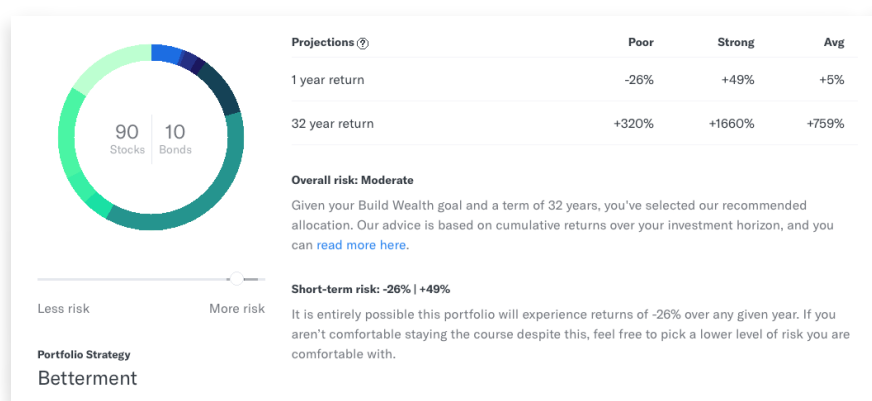 Projections ? Poor Strong Avg
1 year return -26% +49% +5%
32 year return +320% +1660% +759%
90 10
Stocks Bonds
Overall risk: Moderate
Given your Build Wealth goal and a term of 32 years, you've selected our recommended
allocation. Our advice is based on cumulative returns over your investment horizon, and you
can read more here.
Less risk More risk
Short-term risk: -26% | +49%
It is entirely possible this portfolio will experience returns of -26% over any given year. If you
aren't comfortable staying the course despite this, feel free to pick a lower level of risk you are
comfortable with.
Portfolio Strategy
Betterment